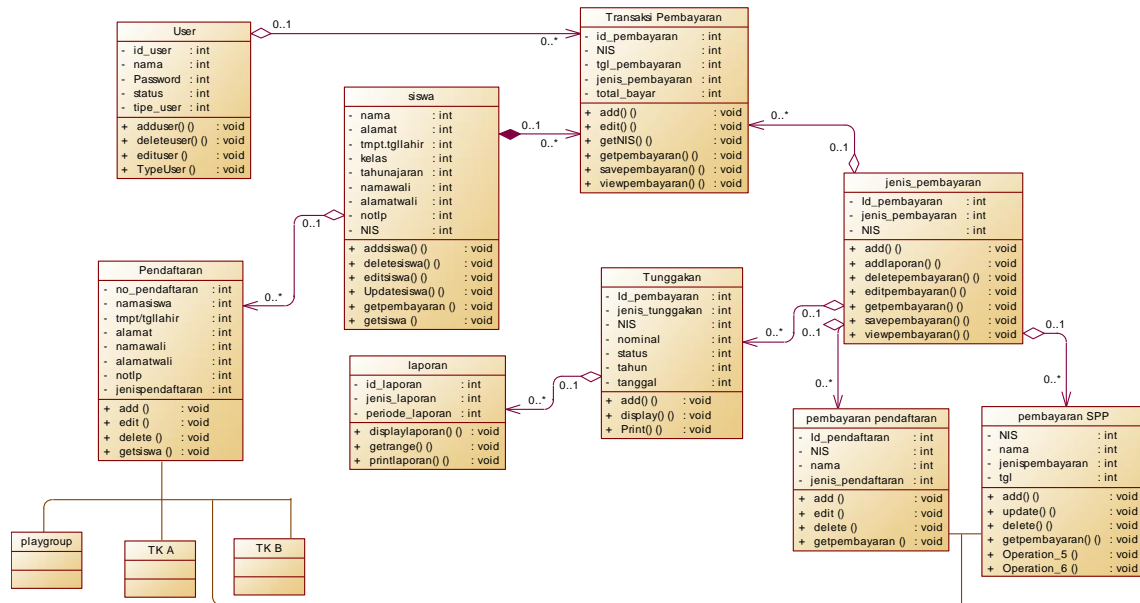 User
- id_user : int
- nama : int
- Password : int
- status : int
- tipe_user : int
+ adduser() () : void
+ deleteuser() () : void
+ edituser () : void
+ TypeUser () : void
0..1
0..*
Transaksi Pembayaran
- id_pembayaran : int
- NIS : int
- tgl_pembayaran : int
- jenis_pembayaran : int
- total_bayar : int
+ add() () : void
+ edit() () : void
+ getNIS() () : void
+ getpembayaran() () : void
+ savepembayaran() () : void
+ viewpembayaran() () : void
siswa
- nama : int
- alamat : int
- tmpt.tgllahir : int
- kelas : int
- tahunajaran : int
- namawali : int
- alamatwali : int
- notlp : int
- NIS : int
+ addsiswa() () : void
+ deletesiswa() () : void
+ editsiswa() () : void
+ Updatesiswa() () : void
+ getpembayaran () : void
+ getsiswa () : void
0..1
0..*
0..*
0..1
jenis_pembayaran
- Id_pembayaran : int
- jenis_pembayaran : int
- NIS : int
+ add() () : void
+ addlaporan() () : void
+ deletepembayaran() () : void
+ editpembayaran() () : void
+ getpembayaran() () : void
+ savepembayaran() () : void
+ viewpembayaran() () : void
0..1
0..*
Pendaftaran
- no_pendaftaran : int
- namasiswa : int
- tmpt/tgllahir : int
- alamat : int
- namawali : int
- alamatwali : int
- notlp : int
- jenispendaftaran : int
+ add () : void
+ edit () : void
+ delete () : void
+ getsiswa () : void
Tunggakan
- Id_pembayaran : int
- jenis_tunggakan : int
- NIS : int
- nominal : int
- status : int
- tahun : int
- tanggal : int
+ add() () : void
+ display() () : void
+ Print() () : void
0..1
0..*
0..1
0..*
0..1
0..*
laporan
- id_laporan : int
- jenis_laporan : int
- periode_laporan : int
+ displaylaporan() () : void
+ getrange() () : void
+ printlaporan() () : void
0..1
0..*
pembayaran pendaftaran
- Id_pendaftaran : int
- NIS : int
- nama : int
- jenis_pendaftaran : int
+ add () : void
+ edit () : void
+ delete () : void
+ getpembayaran () : void
pembayaran SPP
- NIS : int
- nama : int
- jenispembayaran : int
- tgl : int
+ add() () : void
+ update() () : void
+ delete() () : void
+ getpembayaran() () : void
+ Operation_5 () : void
+ Operation_6 () : void
playgroup
TK A
TK B